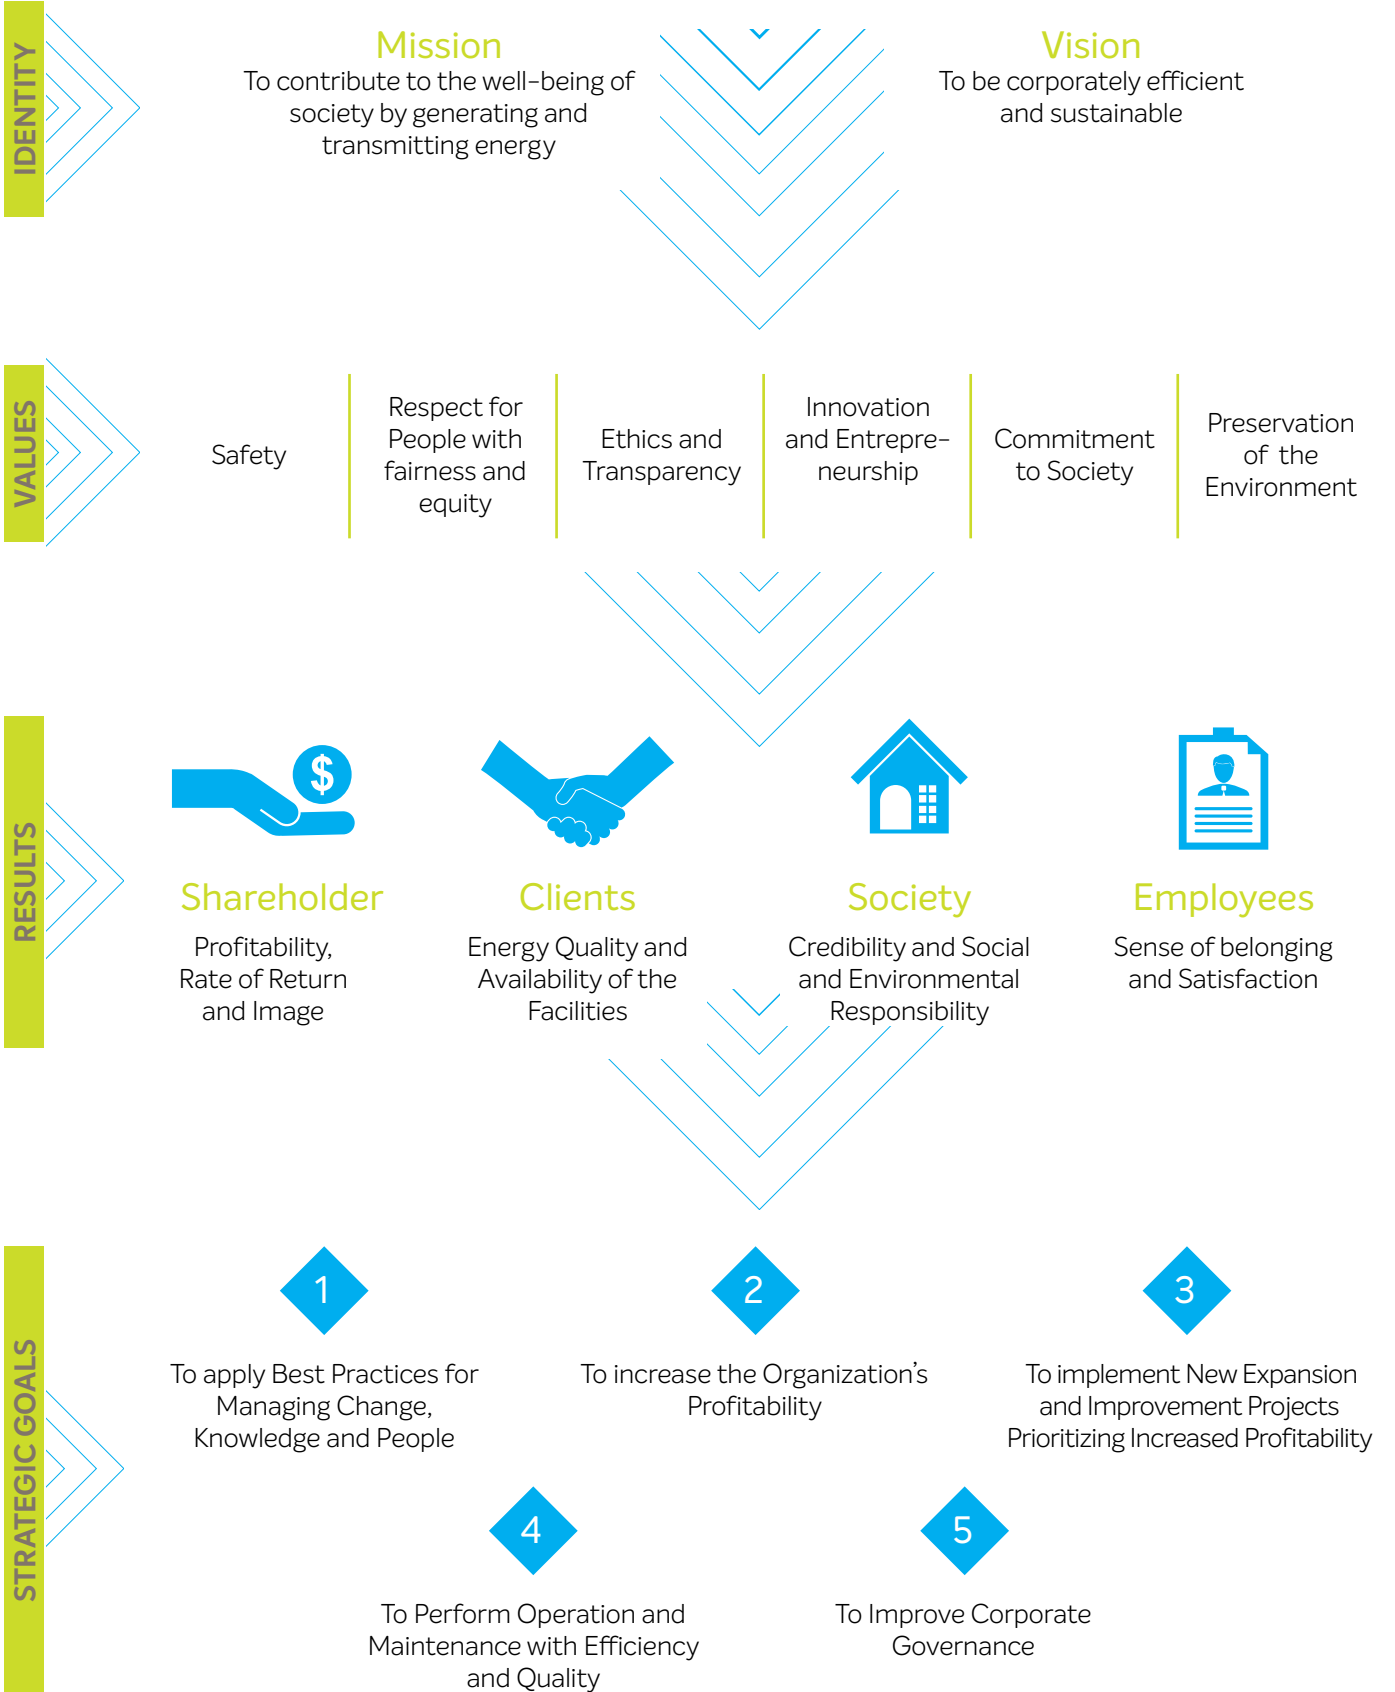 IDENTITY
Mission
To contribute to the well-being of
society by generating and
transmitting energy
Vision
To be corporately efficient
and sustainable
VALUES
Safety
Respect for
People with
fairness and
equity
Ethics and
Transparency
Innovation
and Entrepre-
neurship
Commitment
to Society
Preservation
of the
Environment
RESULTS
$
Shareholder
Profitability,
Rate of Return
and Image
Clients
Energy Quality and
Availability of the
Facilities
Society
Credibility and Social
and Environmental
Responsibility
Employees
Sense of belonging
and Satisfaction
STRATEGIC GOALS
1
To apply Best Practices for
Managing Change,
Knowledge and People
2
To increase the Organization's
Profitability
3
To implement New Expansion
and Improvement Projects
Prioritizing Increased Profitability
4
To Perform Operation and
Maintenance with Efficiency
and Quality
5
To Improve Corporate
Governance